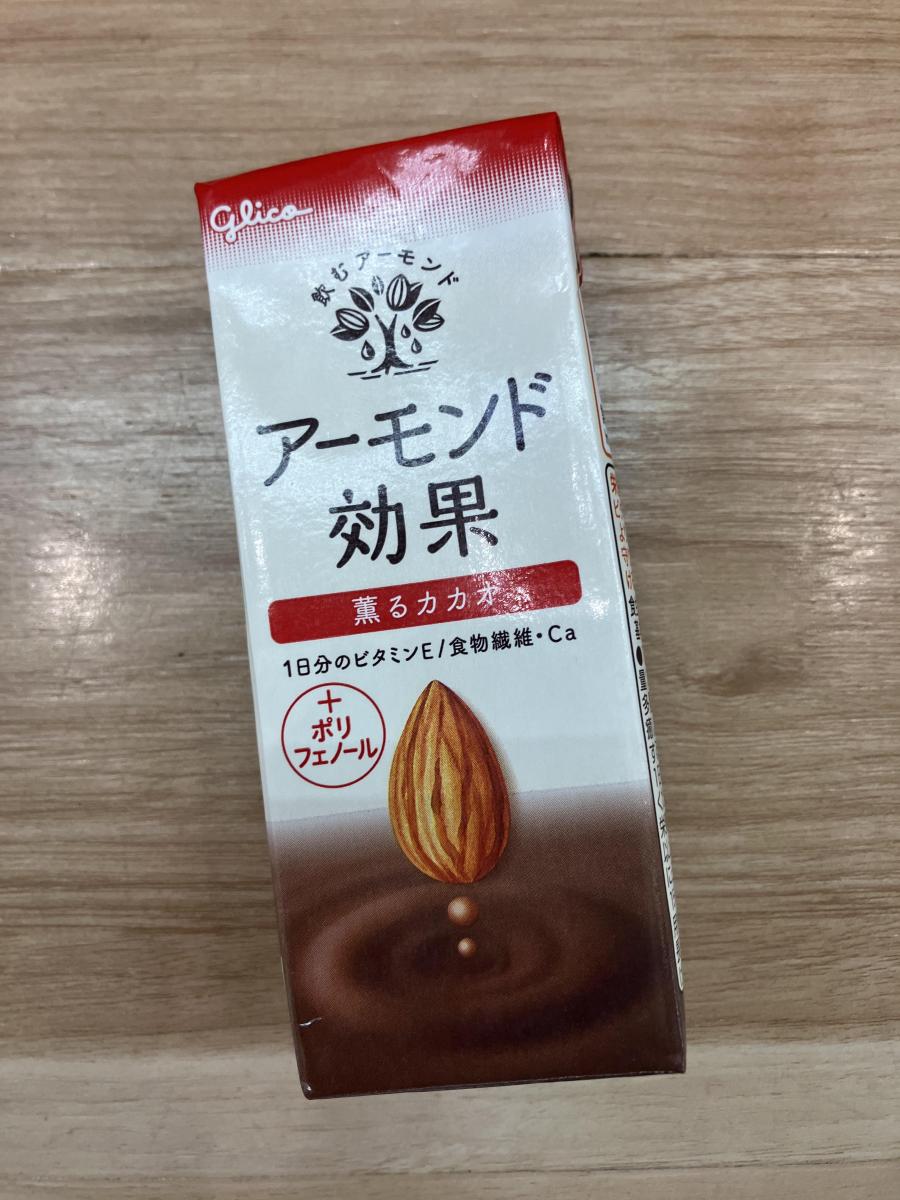 glico
飲むアーモンド
アーモンド
効果
薫るカカオ
1日分のビタミンE/食物繊維・Ca
＋
ポリ
フェノール